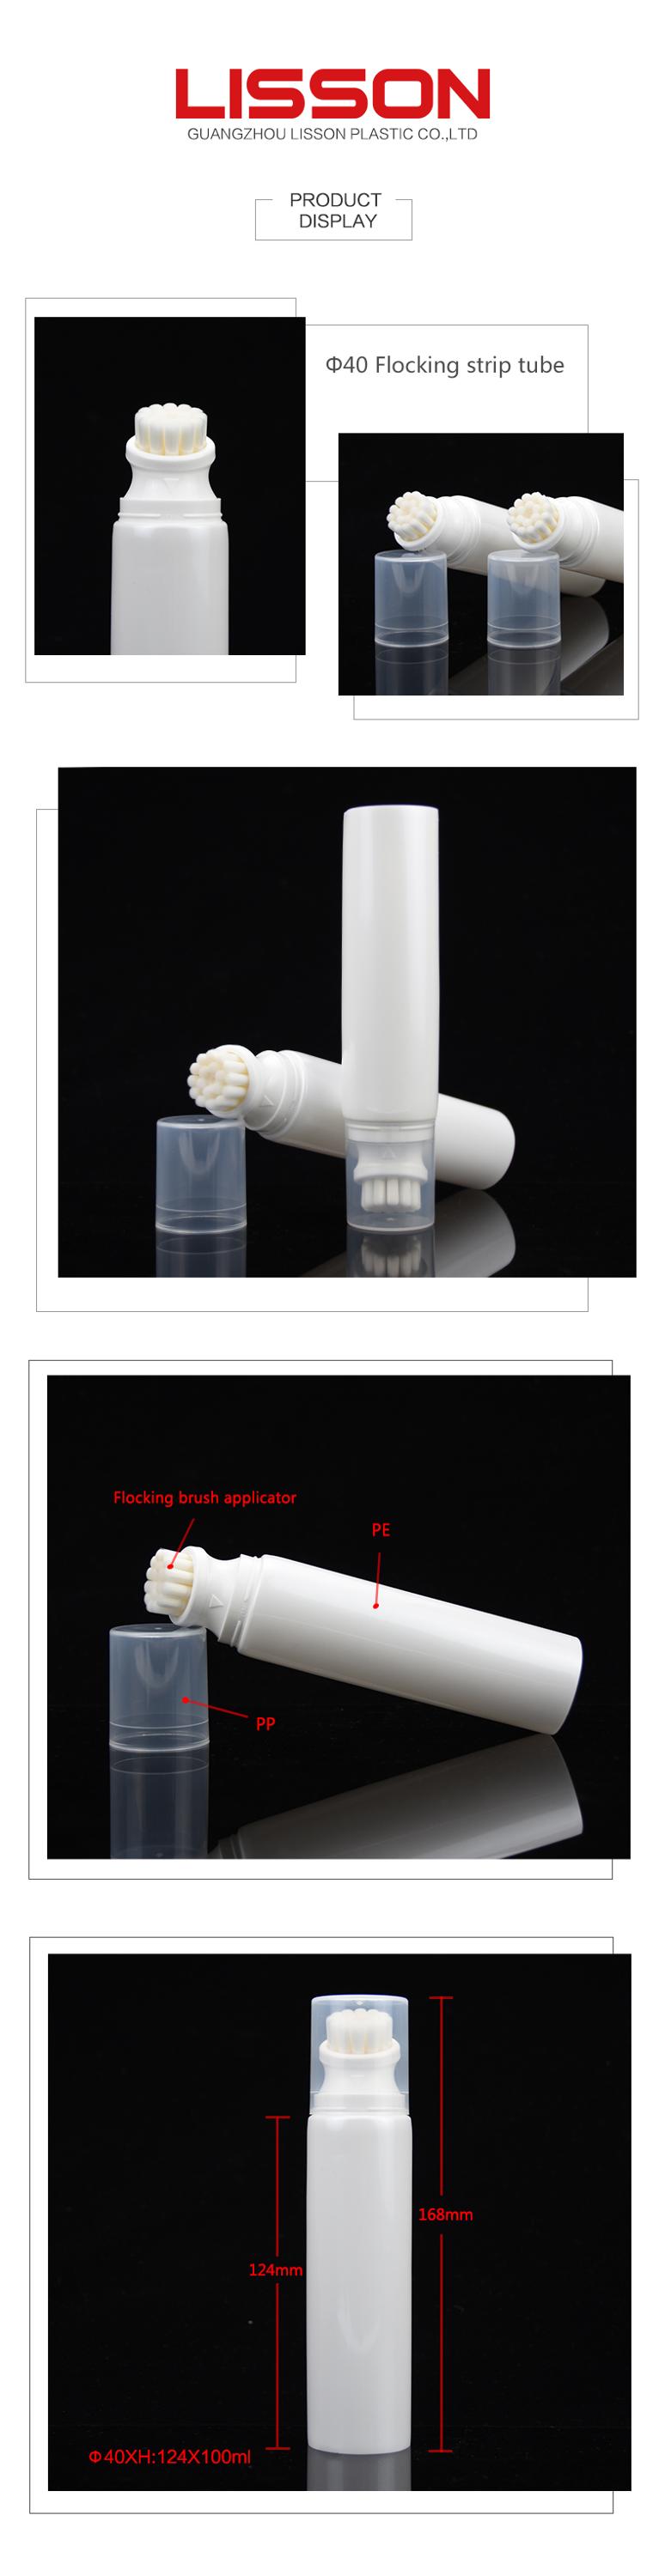 LISSON
GUANGZHOU LISSON PLASTIC CO.,LTD
PRODUCT
DISPLAY
Φ40 Flocking strip tube
Flocking brush applicator
PE
PP
168mm
124mm
Φ40XH:124X100ml